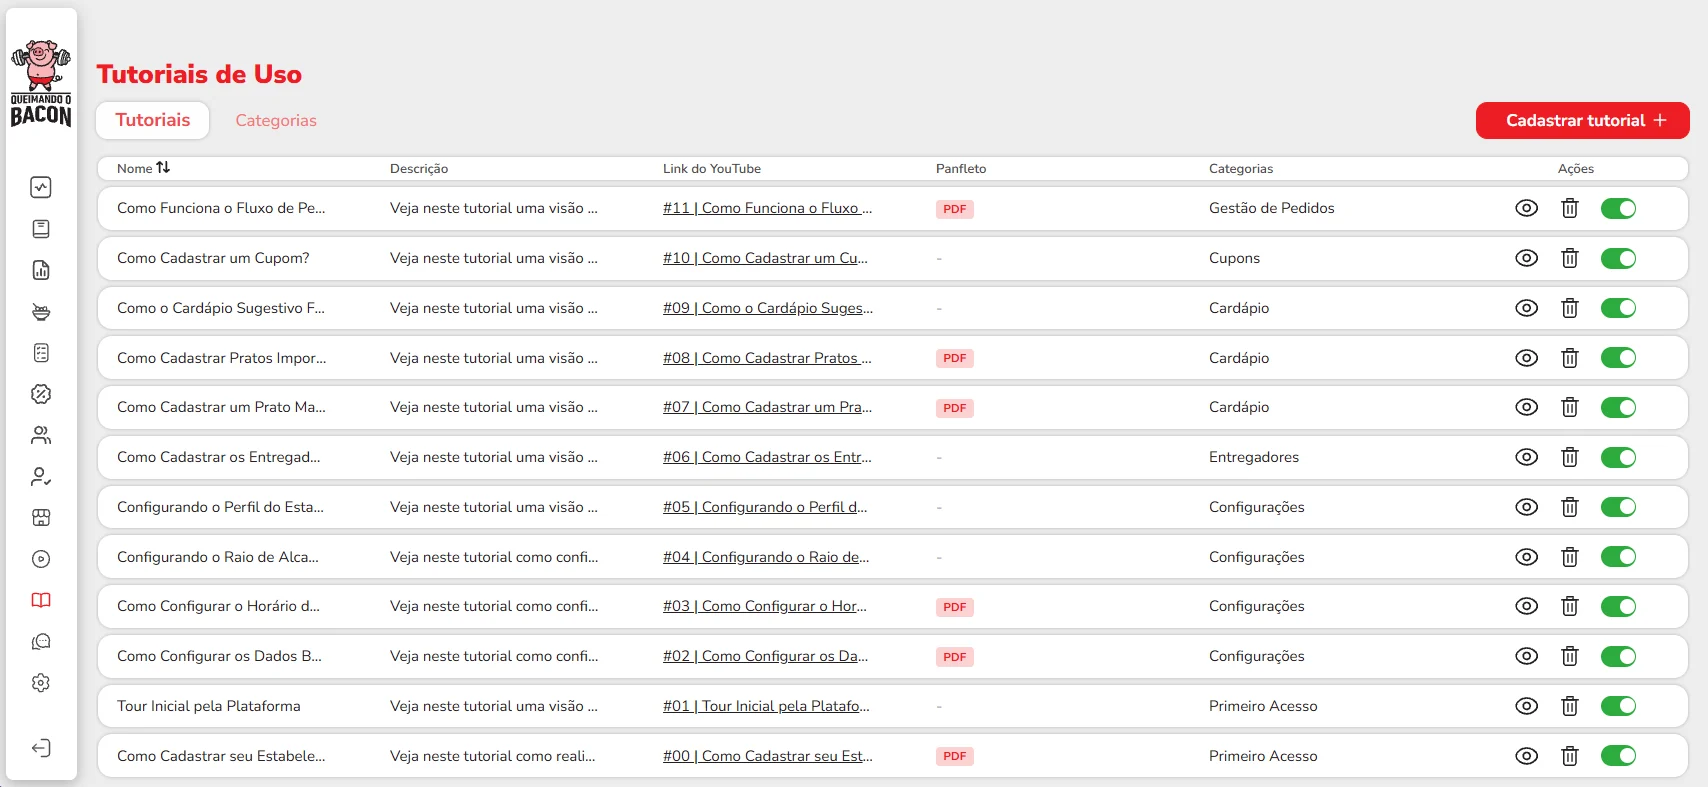 QUEIMANDO O
BACON
Tutoriais de Uso
Tutoriais Categorias Cadastrar tutorial +
Nome Descrição Link do YouTube Panfleto Categorias Ações
Como Funciona o Fluxo de Pe... Veja neste tutorial uma visão ... #11 | Como Funciona o Fluxo ... PDF Gestão de Pedidos
Como Cadastrar um Cupom? Veja neste tutorial uma visão ... #10 | Como Cadastrar um Cu... - Cupons
Como o Cardápio Sugestivo F... Veja neste tutorial uma visão ... #09 | Como o Cardápio Suges... - Cardápio
Como Cadastrar Pratos Impor... Veja neste tutorial uma visão ... #08 | Como Cadastrar Pratos ... PDF Cardápio
Como Cadastrar um Prato Ma... Veja neste tutorial uma visão ... #07 | Como Cadastrar um Pra... PDF Cardápio
Como Cadastrar os Entregad... Veja neste tutorial uma visão ... #06 | Como Cadastrar os Entr... - Entregadores
Configurando o Perfil do Esta... Veja neste tutorial uma visão ... #05 | Configurando o Perfil d... - Configurações
Configurando o Raio de Alca... Veja neste tutorial como confi... #04 | Configurando o Raio de... - Configurações
Como Configurar o Horário d... Veja neste tutorial como confi... #03 | Como Configurar o Hor... PDF Configurações
Como Configurar os Dados B... Veja neste tutorial como confi... #02 | Como Configurar os Da... PDF Configurações
Tour Inicial pela Plataforma Veja neste tutorial uma visão ... #01 | Tour Inicial pela Platafo... - Primeiro Acesso
Como Cadastrar seu Estabele... Veja neste tutorial como reali... #00 | Como Cadastrar seu Est... PDF Primeiro Acesso